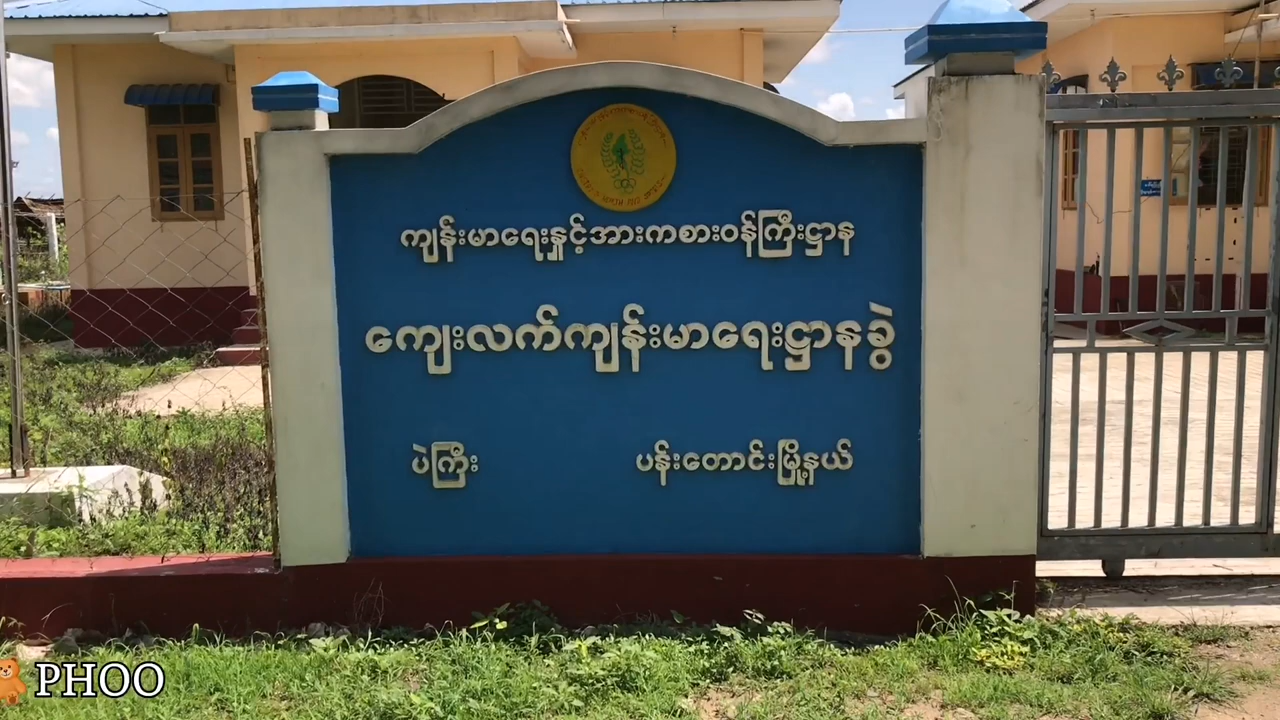 ကျန်းမာရေးနှင့်အားကစားဝန်ကြီးဌာန
ကျေးလက်ကျန်းမာရေးဌာနခွဲ
ပဲကြီး ပန်းတောင်းမြို့နယ်
PHOO